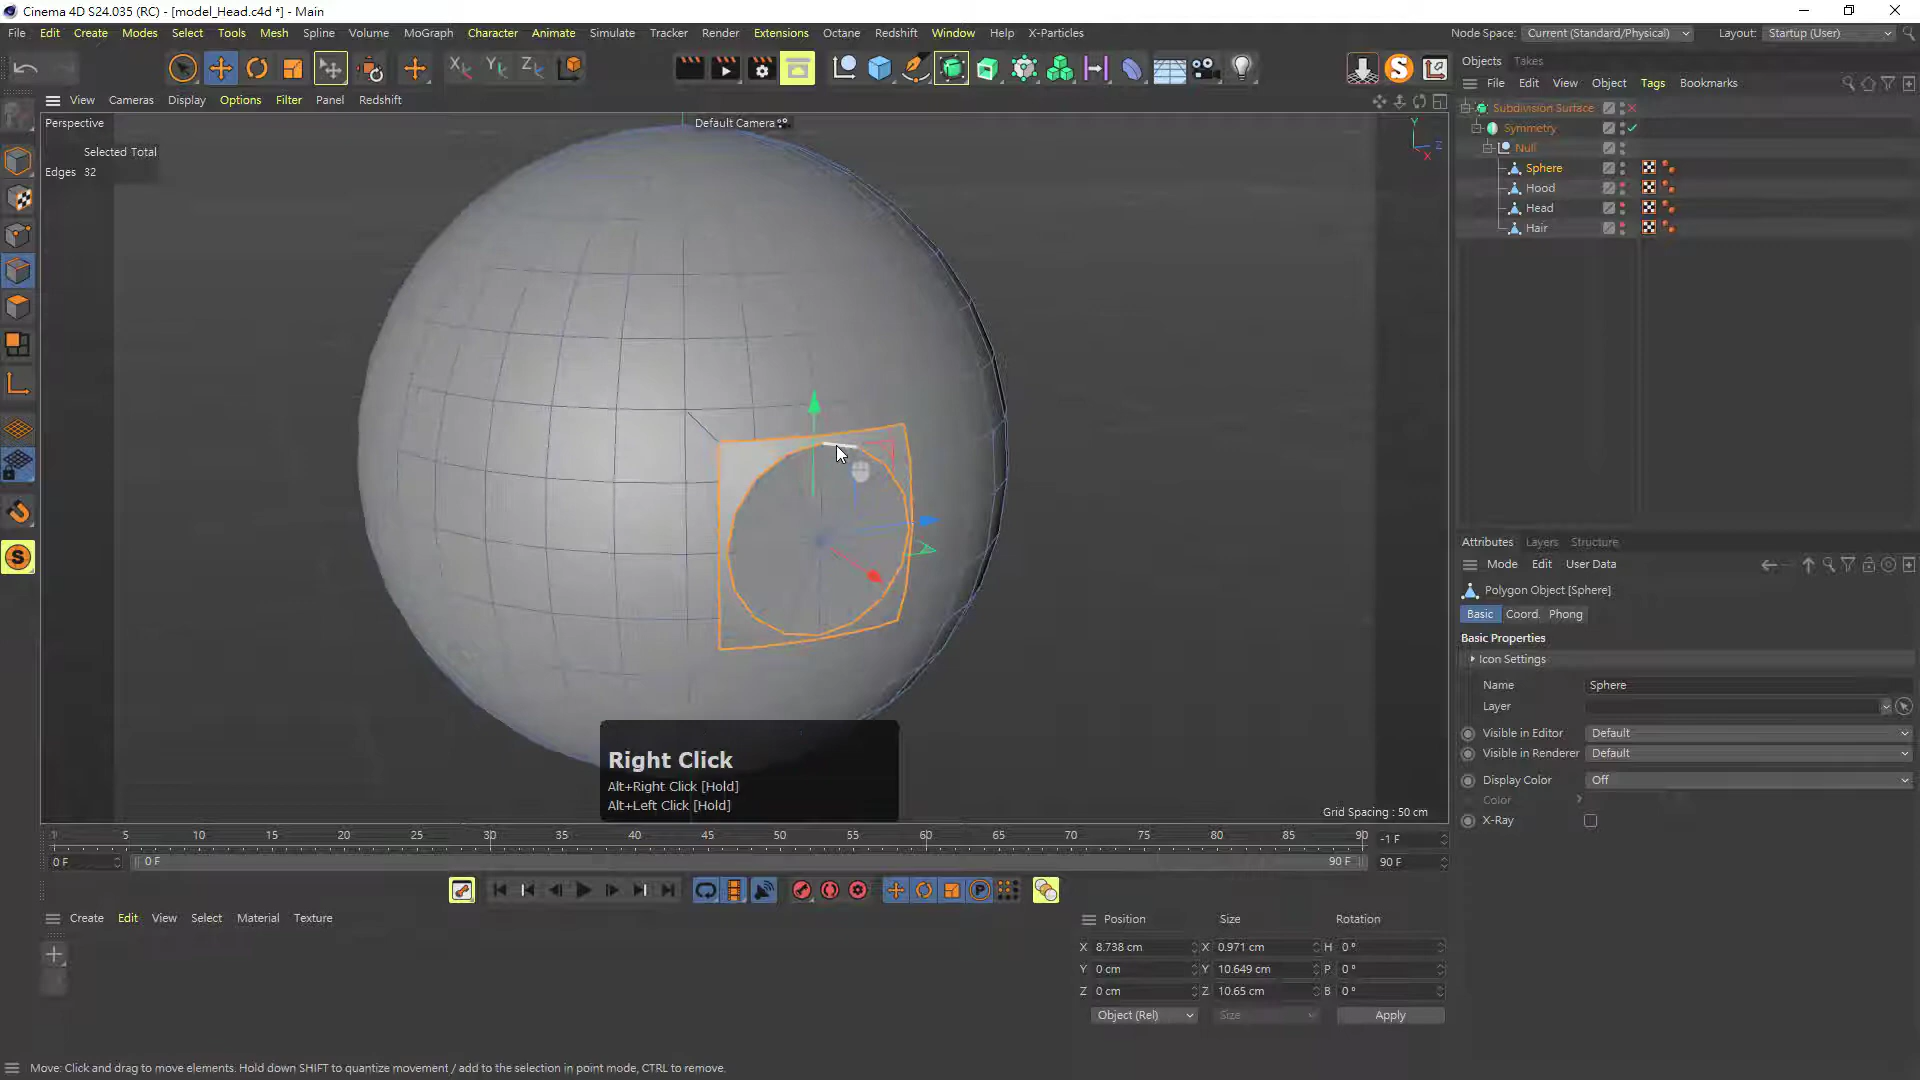 Cinema 4D S24.035 (RC) - [model_Head.c4d *] - Main
File Edit Create Modes Select Tools Mesh Spline Volume MoGraph Character Animate Simulate Tracker Render Extensions Octane Redshift Window Help X-Particles
Node Space: Current (Standard/Physical) Layout: Startup (User)
X Y Z
View Cameras Display Options Filter Panel Redshift
Perspective
Default Camera
Selected Total
Edges 32
Y
Z
X
Right Click
Alt+Right Click [Hold]
Alt+Left Click [Hold]
Grid Spacing : 50 cm
5 10 15 20 25 30 35 40 45 50 55 60 65 70 75 80 85 90 -1 F
0 F 0 F 90 F 90 F
Create Edit View Select Material Texture
Objects Takes
File Edit View Object Tags Bookmarks
Subdivision Surface
Symmetry
Null
Sphere
Hood
Head
Hair
Attributes Layers Structure
Mode Edit User Data
Polygon Object [Sphere]
Basic Coord. Phong
Basic Properties
Icon Settings
Name Sphere
Layer
Visible in Editor Default
Visible in Renderer Default
Display Color Off
Color
X-Ray
Position Size Rotation
X 8.738 cm X 0.971 cm H 0 °
Y 0 cm Y 10.649 cm P 0 °
Z 0 cm Z 10.65 cm B 0 °
Object (Rel) Size Apply
Move: Click and drag to move elements. Hold down SHIFT to quantize movement / add to the selection in point mode, CTRL to remove.